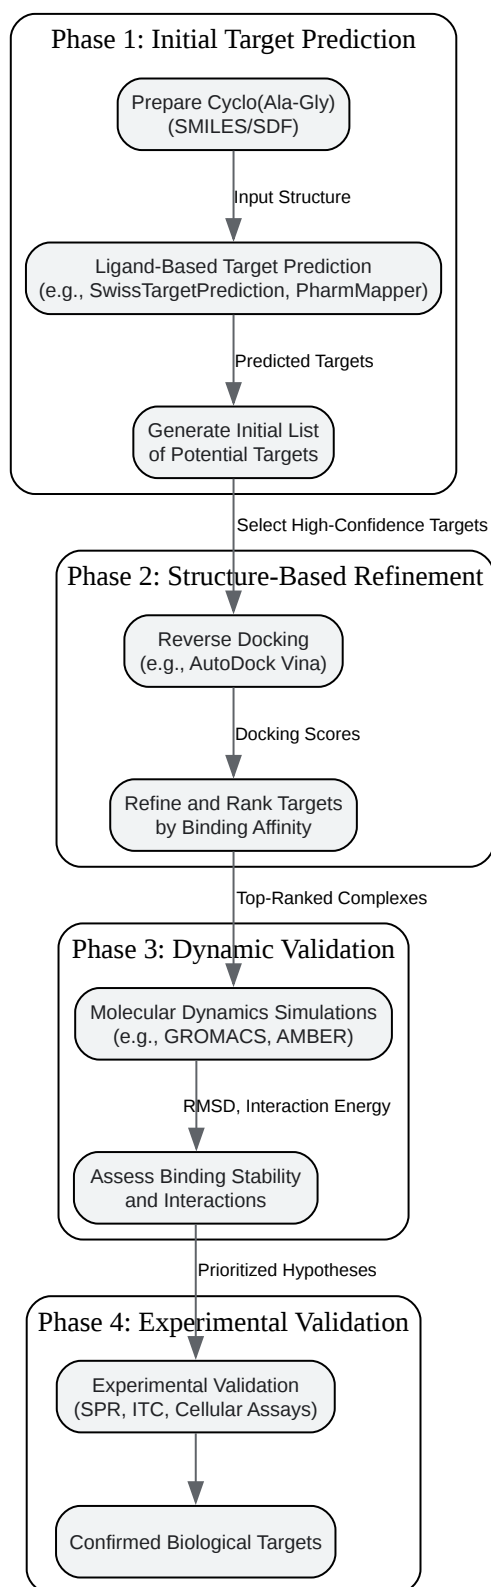 Phase 1: Initial Target Prediction
Prepare Cyclo(Ala-Gly)
(SMILES/SDF)
Input Structure
Ligand-Based Target Prediction
(e.g., SwissTargetPrediction, PharmMapper)
Predicted Targets
Generate Initial List
of Potential Targets
Select High-Confidence Targets
Phase 2: Structure-Based Refinement
Reverse Docking
(e.g., AutoDock Vina)
Docking Scores
Refine and Rank Targets
by Binding Affinity
Top-Ranked Complexes
Phase 3: Dynamic Validation
Molecular Dynamics Simulations
(e.g., GROMACS, AMBER)
RMSD, Interaction Energy
Assess Binding Stability
and Interactions
Prioritized Hypotheses
Phase 4: Experimental Validation
Experimental Validation
(SPR, ITC, Cellular Assays)
Confirmed Biological Targets